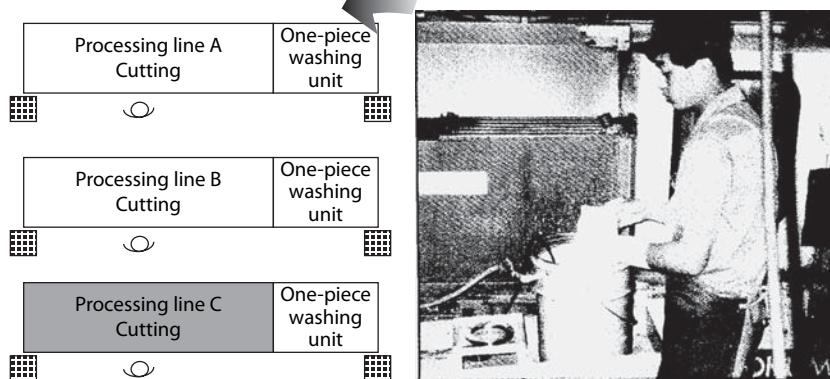 Processing line A
Cutting
One-piece
washing
unit
Processing line B
Cutting
One-piece
washing
unit
Processing line C
Cutting
One-piece
washing
unit